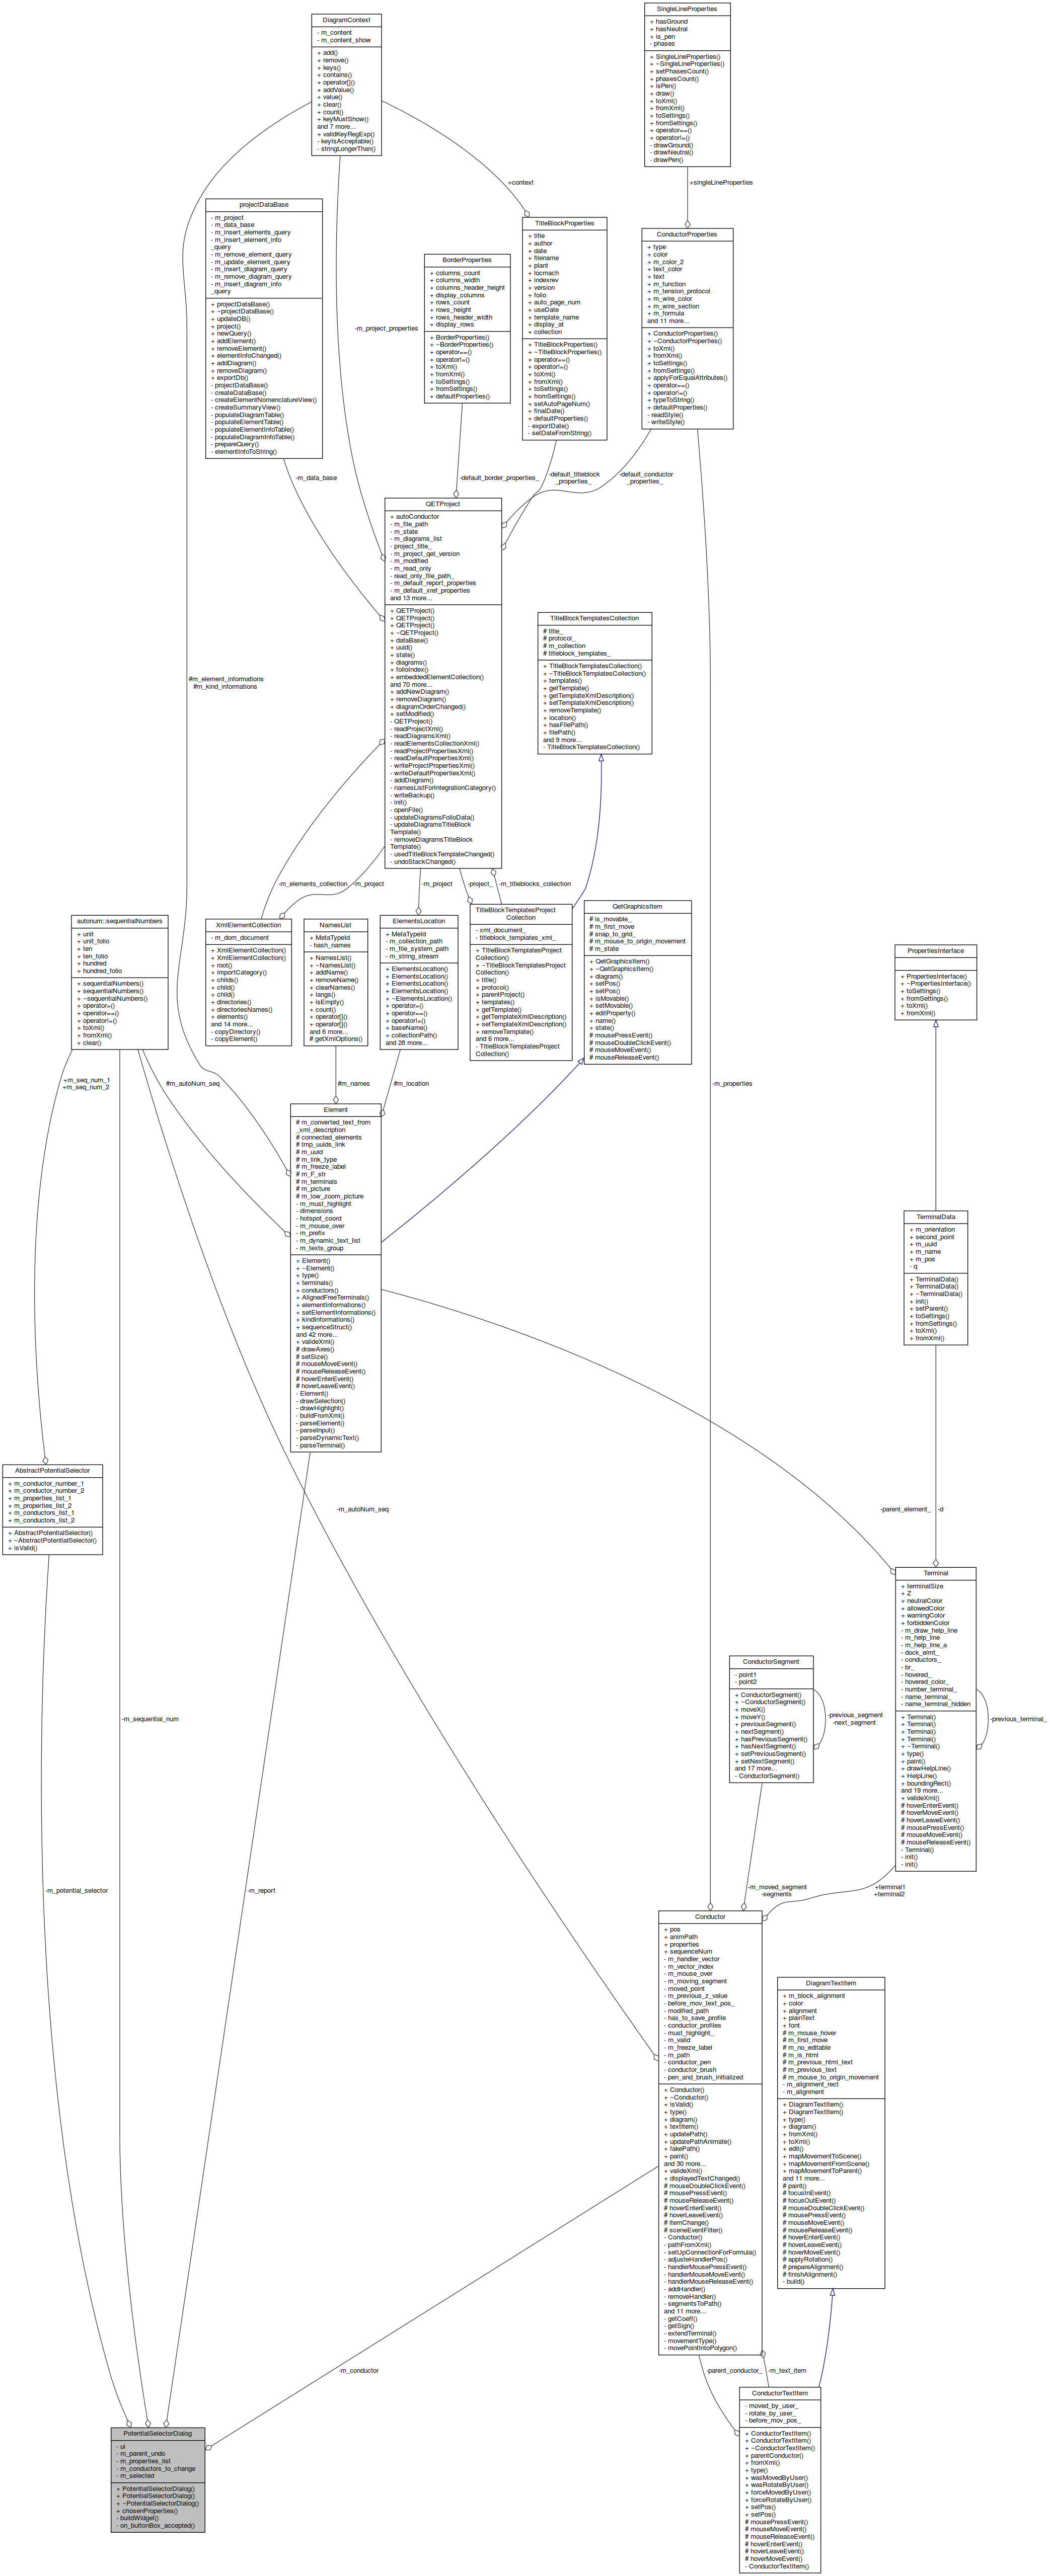 SingleLineProperties
+ hasGround
+ hasNeutral
+ is_pen
- phases
+ SingleLineProperties()
+ ~SingleLineProperties()
+ setPhasesCount()
+ phasesCount()
+ isPen()
+ draw()
+ toXml()
+ fromXml()
+ toSettings()
+ fromSettings()
+ operator==()
+ operator!=()
- drawGround()
- drawNeutral()
- drawPen()
DiagramContext
- m_content
- m_content_show
+ add()
+ remove()
+ keys()
+ contains()
+ operator[]()
+ addValue()
+ value()
+ clear()
+ count()
+ keyMustShow()
and 7 more...
+ validKeyRegExp()
- keyIsAcceptable()
- stringLongerThan()
+context
+singleLineProperties
projectDataBase
- m_project
- m_data_base
- m_insert_elements_query
- m_insert_element_info
_query
- m_remove_element_query
- m_update_element_query
- m_insert_diagram_query
- m_remove_diagram_query
- m_insert_diagram_info
_query
+ projectDataBase()
+ ~projectDataBase()
+ updateDB()
+ project()
+ newQuery()
+ addElement()
+ removeElement()
+ elementInfoChanged()
+ addDiagram()
+ removeDiagram()
+ exportDb()
- projectDataBase()
- createDataBase()
- createElementNomenclatureView()
- createSummaryView()
- populateDiagramTable()
- populateElementTable()
- populateElementInfoTable()
- populateDiagramInfoTable()
- prepareQuery()
- elementInfoToString()
BorderProperties
+ columns_count
+ columns_width
+ columns_header_height
+ display_columns
+ rows_count
+ rows_height
+ rows_header_width
+ display_rows
+ BorderProperties()
+ ~BorderProperties()
+ operator==()
+ operator!=()
+ toXml()
+ fromXml()
+ toSettings()
+ fromSettings()
+ defaultProperties()
TitleBlockProperties
+ title
+ author
+ date
+ filename
+ plant
+ locmach
+ indexrev
+ version
+ folio
+ auto_page_num
+ useDate
+ template_name
+ display_at
+ collection
+ TitleBlockProperties()
+ ~TitleBlockProperties()
+ operator==()
+ operator!=()
+ toXml()
+ fromXml()
+ toSettings()
+ fromSettings()
+ setAutoPageNum()
+ finalDate()
+ defaultProperties()
- exportDate()
- setDateFromString()
ConductorProperties
+ type
+ color
+ m_color_2
+ text_color
+ text
+ m_function
+ m_tension_protocol
+ m_wire_color
+ m_wire_section
+ m_formula
and 11 more...
+ ConductorProperties()
+ ~ConductorProperties()
+ toXml()
+ fromXml()
+ toSettings()
+ fromSettings()
+ applyForEqualAttributes()
+ operator==()
+ operator!=()
+ typeToString()
+ defaultProperties()
- readStyle()
- writeStyle()
-m_project_properties
-m_data_base
-default_border_properties_
-default_titleblock
_properties_
-default_conductor
_properties_
QETProject
+ autoConductor
- m_file_path
- m_state
- m_diagrams_list
- project_title_
- m_project_qet_version
- m_modified
- m_read_only
- read_only_file_path_
- m_default_report_properties
- m_default_xref_properties
and 13 more...
+ QETProject()
+ QETProject()
+ QETProject()
+ ~QETProject()
+ dataBase()
+ uuid()
+ state()
+ diagrams()
+ folioIndex()
+ embeddedElementCollection()
and 70 more...
+ addNewDiagram()
+ removeDiagram()
+ diagramOrderChanged()
+ setModified()
- QETProject()
- readProjectXml()
- readDiagramsXml()
- readElementsCollectionXml()
- readProjectPropertiesXml()
- readDefaultPropertiesXml()
- writeProjectPropertiesXml()
- writeDefaultPropertiesXml()
- addDiagram()
- namesListForIntegrationCategory()
- writeBackup()
- init()
- openFile()
- updateDiagramsFolioData()
- updateDiagramsTitleBlock
Template()
- removeDiagramsTitleBlock
Template()
- usedTitleBlockTemplateChanged()
- undoStackChanged()
TitleBlockTemplatesCollection
# title_
# protocol_
# m_collection
# titleblock_templates_
+ TitleBlockTemplatesCollection()
+ ~TitleBlockTemplatesCollection()
+ templates()
+ getTemplate()
+ getTemplateXmlDescription()
+ setTemplateXmlDescription()
+ removeTemplate()
+ location()
+ hasFilePath()
+ filePath()
and 9 more...
- TitleBlockTemplatesCollection()
#m_element_informations
#m_kind_informations
-m_elements_collection
-m_project
-m_project
-project_
-m_titleblocks_collection
autonum::sequentialNumbers
+ unit
+ unit_folio
+ ten
+ ten_folio
+ hundred
+ hundred_folio
+ sequentialNumbers()
+ sequentialNumbers()
+ ~sequentialNumbers()
+ operator=()
+ operator==()
+ operator!=()
+ toXml()
+ fromXml()
+ clear()
XmlElementCollection
- m_dom_document
+ XmlElementCollection()
+ XmlElementCollection()
+ root()
+ importCategory()
+ childs()
+ child()
+ child()
+ directories()
+ directoriesNames()
+ elements()
and 14 more...
- copyDirectory()
- copyElement()
NamesList
+ MetaTypeId
- hash_names
+ NamesList()
+ ~NamesList()
+ addName()
+ removeName()
+ clearNames()
+ langs()
+ isEmpty()
+ count()
+ operator[]()
+ operator[]()
and 6 more...
# getXmlOptions()
ElementsLocation
+ MetaTypeId
- m_collection_path
- m_file_system_path
- m_string_stream
+ ElementsLocation()
+ ElementsLocation()
+ ElementsLocation()
+ ElementsLocation()
+ ~ElementsLocation()
+ operator=()
+ operator==()
+ operator!=()
+ baseName()
+ collectionPath()
and 28 more...
TitleBlockTemplatesProject
Collection
- xml_document_
- titleblock_templates_xml_
+ TitleBlockTemplatesProject
Collection()
+ ~TitleBlockTemplatesProject
Collection()
+ title()
+ protocol()
+ parentProject()
+ templates()
+ getTemplate()
+ getTemplateXmlDescription()
+ setTemplateXmlDescription()
+ removeTemplate()
and 6 more...
- TitleBlockTemplatesProject
Collection()
QetGraphicsItem
# is_movable_
# m_first_move
# snap_to_grid_
# m_mouse_to_origin_movement
# m_state
+ QetGraphicsItem()
+ ~QetGraphicsItem()
+ diagram()
+ setPos()
+ setPos()
+ isMovable()
+ setMovable()
+ editProperty()
+ name()
+ state()
# mousePressEvent()
# mouseDoubleClickEvent()
# mouseMoveEvent()
# mouseReleaseEvent()
PropertiesInterface
+ PropertiesInterface()
+ ~PropertiesInterface()
+ toSettings()
+ fromSettings()
+ toXml()
+ fromXml()
+m_seq_num_1
+m_seq_num_2
#m_autoNum_seq
#m_names
#m_location
-m_properties
Element
# m_converted_text_from
_xml_description
# connected_elements
# tmp_uuids_link
# m_uuid
# m_link_type
# m_freeze_label
# m_F_str
# m_terminals
# m_picture
# m_low_zoom_picture
- m_must_highlight
- dimensions
- hotspot_coord
- m_mouse_over
- m_prefix
- m_dynamic_text_list
- m_texts_group
+ Element()
+ ~Element()
+ type()
+ terminals()
+ conductors()
+ AlignedFreeTerminals()
+ elementInformations()
+ setElementInformations()
+ kindInformations()
+ sequenceStruct()
and 42 more...
+ valideXml()
# drawAxes()
# setSize()
# mouseMoveEvent()
# mouseReleaseEvent()
# hoverEnterEvent()
# hoverLeaveEvent()
- Element()
- drawSelection()
- drawHighlight()
- buildFromXml()
- parseElement()
- parseInput()
- parseDynamicText()
- parseTerminal()
TerminalData
+ m_orientation
+ second_point
+ m_uuid
+ m_name
+ m_pos
- q
+ TerminalData()
+ TerminalData()
+ ~TerminalData()
+ init()
+ setParent()
+ toSettings()
+ fromSettings()
+ toXml()
+ fromXml()
AbstractPotentialSelector
+ m_conductor_number_1
+ m_conductor_number_2
+ m_properties_list_1
+ m_properties_list_2
+ m_conductors_list_1
+ m_conductors_list_2
+ AbstractPotentialSelector()
+ ~AbstractPotentialSelector()
+ isValid()
-m_autoNum_seq
-parent_element_
-d
Terminal
+ terminalSize
+ Z
+ neutralColor
+ allowedColor
+ warningColor
+ forbiddenColor
- m_draw_help_line
- m_help_line
- m_help_line_a
- dock_elmt_
- conductors_
- br_
- hovered_
- hovered_color_
- number_terminal_
- name_terminal_
- name_terminal_hidden
+ Terminal()
+ Terminal()
+ Terminal()
+ Terminal()
+ ~Terminal()
+ type()
+ paint()
+ drawHelpLine()
+ HelpLine()
+ boundingRect()
and 19 more...
+ valideXml()
# hoverEnterEvent()
# hoverMoveEvent()
# hoverLeaveEvent()
# mousePressEvent()
# mouseMoveEvent()
# mouseReleaseEvent()
- Terminal()
- init()
- init()
-previous_terminal_
ConductorSegment
- point1
- point2
+ ConductorSegment()
+ ~ConductorSegment()
+ moveX()
+ moveY()
+ previousSegment()
+ nextSegment()
+ hasPreviousSegment()
+ hasNextSegment()
+ setPreviousSegment()
+ setNextSegment()
and 17 more...
- ConductorSegment()
-previous_segment
-next_segment
-m_sequential_num
-m_potential_selector
-m_report
-m_moved_segment
-segments
+terminal1
+terminal2
Conductor
+ pos
+ animPath
+ properties
+ sequenceNum
- m_handler_vector
- m_vector_index
- m_mouse_over
- m_moving_segment
- moved_point
- m_previous_z_value
- before_mov_text_pos_
- modified_path
- has_to_save_profile
- conductor_profiles
- must_highlight_
- m_valid
- m_freeze_label
- m_path
- conductor_pen
- conductor_brush
- pen_and_brush_initialized
+ Conductor()
+ ~Conductor()
+ isValid()
+ type()
+ diagram()
+ textItem()
+ updatePath()
+ updatePathAnimate()
+ fakePath()
+ paint()
and 30 more...
+ valideXml()
+ displayedTextChanged()
# mouseDoubleClickEvent()
# mousePressEvent()
# mouseReleaseEvent()
# hoverEnterEvent()
# hoverLeaveEvent()
# itemChange()
# sceneEventFilter()
- Conductor()
- pathFromXml()
- setUpConnectionForFormula()
- adjusteHandlerPos()
- handlerMousePressEvent()
- handlerMouseMoveEvent()
- handlerMouseReleaseEvent()
- addHandler()
- removeHandler()
- segmentsToPath()
and 11 more...
- getCoeff()
- getSign()
- extendTerminal()
- movementType()
- movePointIntoPolygon()
DiagramTextItem
+ m_block_alignment
+ color
+ alignment
+ plainText
+ font
# m_mouse_hover
# m_first_move
# m_no_editable
# m_is_html
# m_previous_html_text
# m_previous_text
# m_mouse_to_origin_movement
- m_alignment_rect
- m_alignment
+ DiagramTextItem()
+ DiagramTextItem()
+ type()
+ diagram()
+ fromXml()
+ toXml()
+ edit()
+ mapMovementToScene()
+ mapMovementFromScene()
+ mapMovementToParent()
and 11 more...
# paint()
# focusInEvent()
# focusOutEvent()
# mouseDoubleClickEvent()
# mousePressEvent()
# mouseMoveEvent()
# mouseReleaseEvent()
# hoverEnterEvent()
# hoverLeaveEvent()
# hoverMoveEvent()
# applyRotation()
# prepareAlignment()
# finishAlignment()
- build()
-m_conductor
-parent_conductor_
-m_text_item
PotentialSelectorDialog
- ui
- m_parent_undo
- m_properties_list
- m_conductors_to_change
- m_selected
+ PotentialSelectorDialog()
+ PotentialSelectorDialog()
+ ~PotentialSelectorDialog()
+ chosenProperties()
- buildWidget()
- on_buttonBox_accepted()
ConductorTextItem
- moved_by_user_
- rotate_by_user_
- before_mov_pos_
+ ConductorTextItem()
+ ConductorTextItem()
+ ~ConductorTextItem()
+ parentConductor()
+ fromXml()
+ type()
+ wasMovedByUser()
+ wasRotateByUser()
+ forceMovedByUser()
+ forceRotateByUser()
+ setPos()
+ setPos()
# mousePressEvent()
# mouseMoveEvent()
# mouseReleaseEvent()
# hoverEnterEvent()
# hoverLeaveEvent()
# hoverMoveEvent()
- ConductorTextItem()